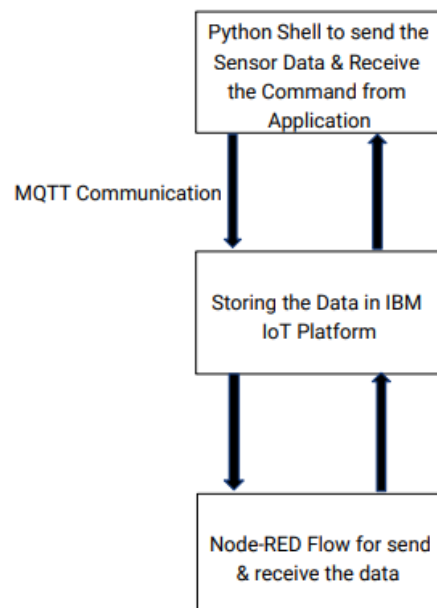 Python Shell to send the
Sensor Data & Receive
the Command from
Application
MQTT Communication
Storing the Data in IBM
IoT Platform
Node-RED Flow for send
& receive the data